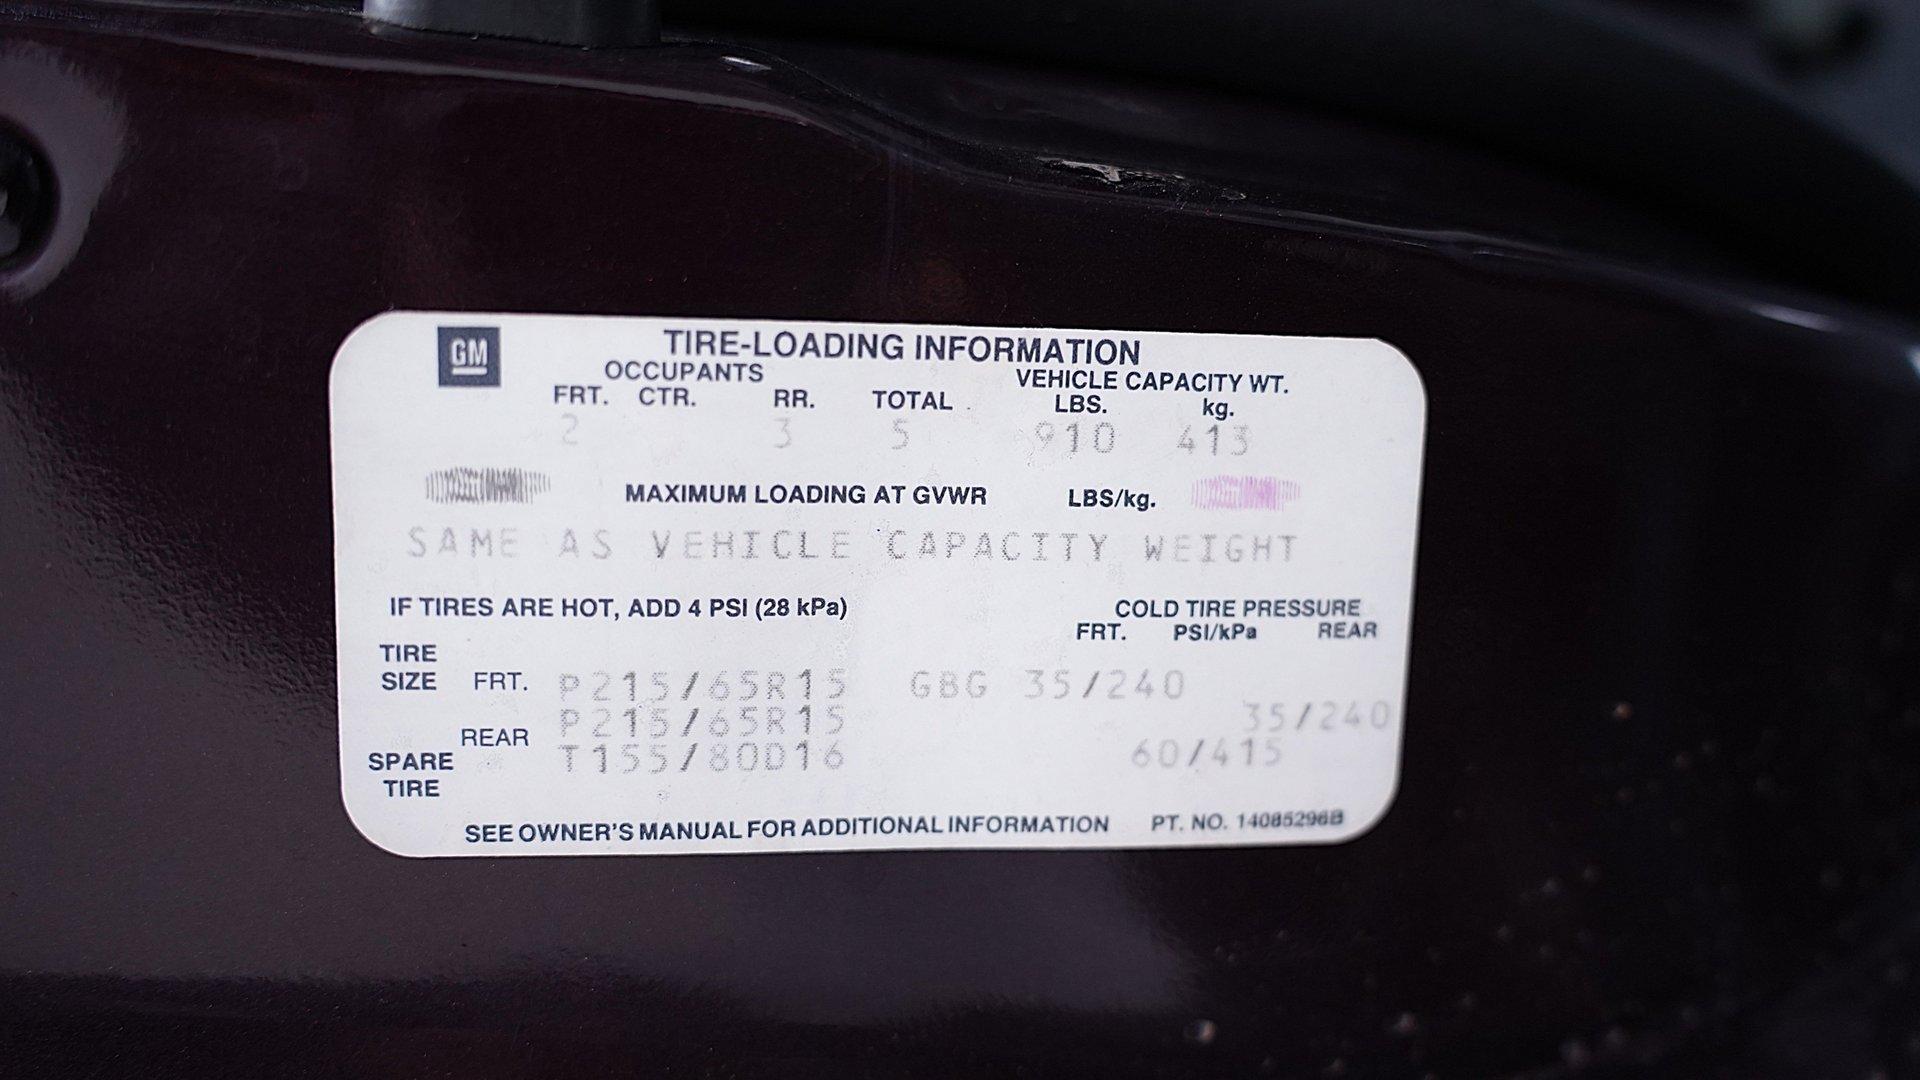 GM
TIRE-LOADING INFORMATION
OCCUPANTS VEHICLE CAPACITY WT.
FRT. CTR. RR. TOTAL LBS. kg.
2 3 5 910 413
MAXIMUM LOADING AT GVWR LBS/kg.
SAME AS VEHICLE CAPACITY WEIGHT
IF TIRES ARE HOT, ADD 4 PSI (28 kPa) COLD TIRE PRESSURE
FRT. PSI/kPa REAR
TIRE
SIZE FRT. P215/65R15 GBG 35/240
REAR P215/65R15 35/240
SPARE T155/80D16 60/415
TIRE
SEE OWNER'S MANUAL FOR ADDITIONAL INFORMATION PT. NO. 14085296B